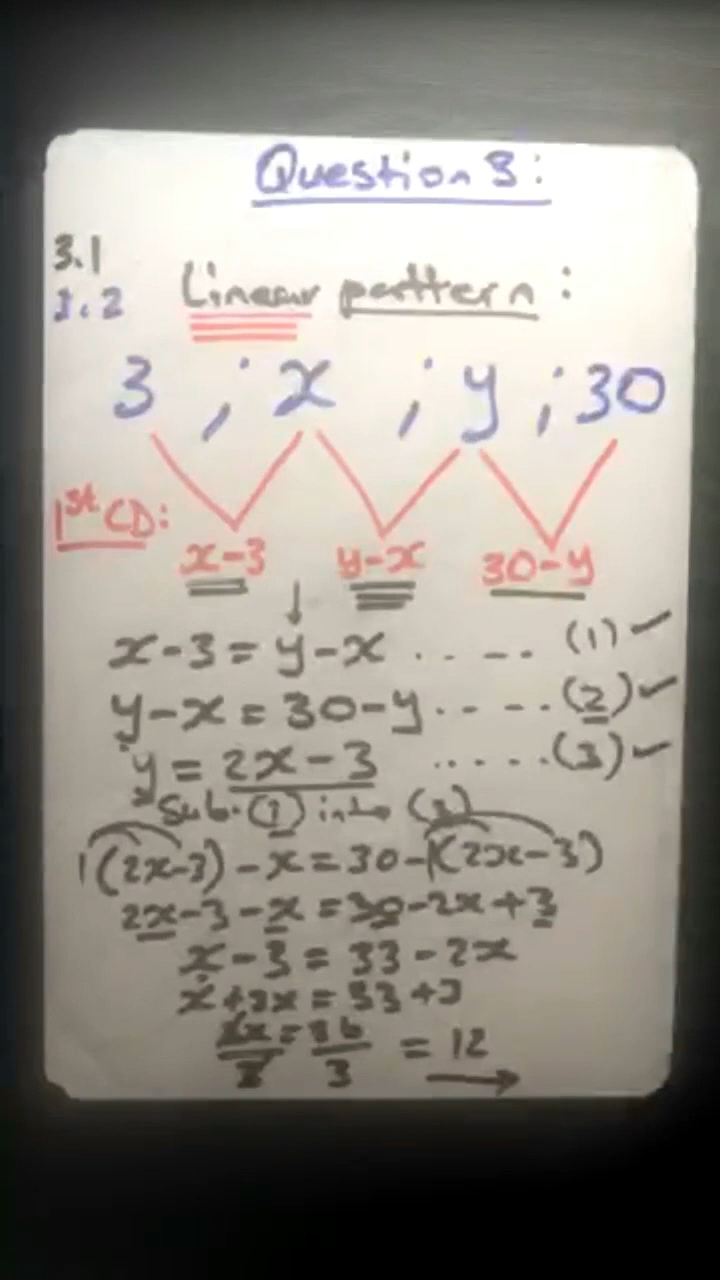 Question 3:
3.1
3.2 Linear pattern:
3 ; x ; y ; 30
1st CD:
x-3 y-x 30-y
↓
x-3 = y-x ..... (1) ✓
y-x = 30-y ..... (2) ✓
y = 2x-3 ..... (3) ✓
Sub. (1) into (2)
1(2x-3) -x = 30-1(2x-3)
2x-3-x = 30-2x+3
x-3 = 33-2x
x+2x = 33+3
3x/3 = 36/3 = 12
→